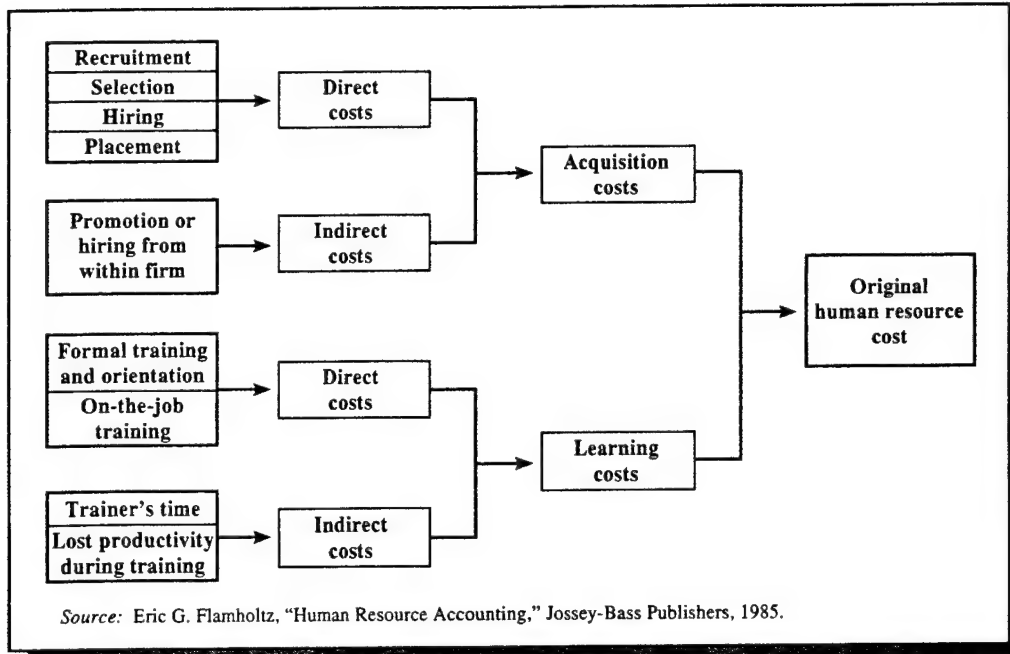 Recruitment
Selection
Hiring
Placement
Direct
costs
Promotion or
hiring from
within firm
Indirect
costs
Acquisition
costs
Formal training
and orientation
On-the-job
training
Direct
costs
Trainer's time
Lost productivity
during training
Indirect
costs
Learning
costs
Original
human resource
cost
Source: Eric G. Flamholtz, "Human Resource Accounting," Jossey-Bass Publishers, 1985.